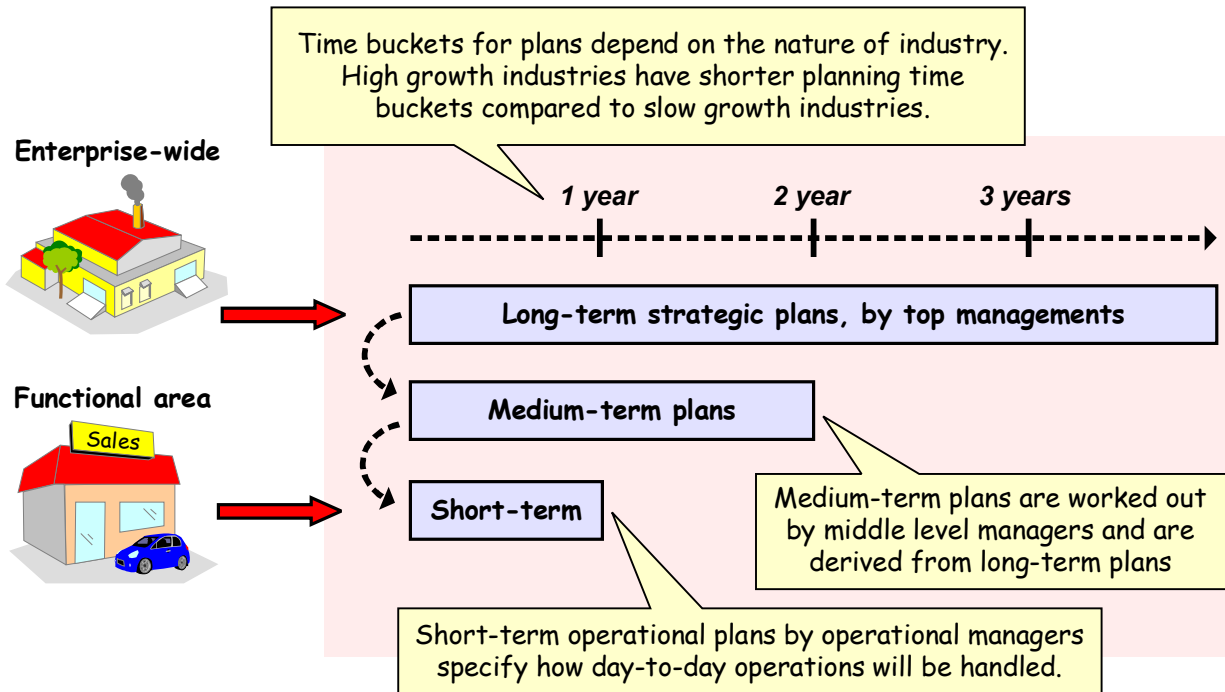 Time buckets for plans depend on the nature of industry.
High growth industries have shorter planning time
buckets compared to slow growth industries.
Enterprise-wide
1 year
2 year
3 years
Long-term strategic plans, by top managements
Functional area
Sales
Medium-term plans
Short-term
Medium-term plans are worked out
by middle level managers and are
derived from long-term plans
Short-term operational plans by operational managers
specify how day-to-day operations will be handled.